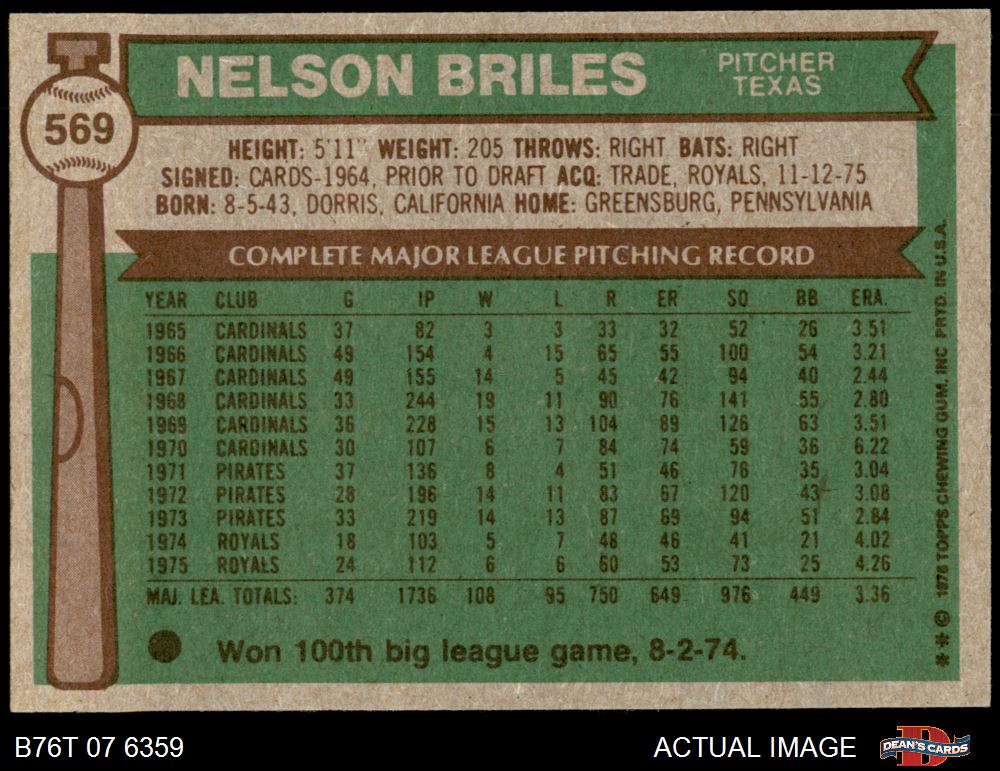 NELSON BRILES
PITCHER
TEXAS
569
HEIGHT: 5'11" WEIGHT: 205 THROWS: RIGHT BATS: RIGHT
SIGNED: CARDS-1964, PRIOR TO DRAFT ACQ: TRADE, ROYALS, 11-12-75
BORN: 8-5-43, DORRIS, CALIFORNIA HOME: GREENSBURG, PENNSYLVANIA
COMPLETE MAJOR LEAGUE PITCHING RECORD
YEAR CLUB G IP W L R ER SO BB ERA.
1965 CARDINALS 37 82 3 3 33 32 52 26 3.51
1966 CARDINALS 49 154 4 15 65 55 100 54 3.21
1967 CARDINALS 49 155 14 5 45 42 94 40 2.44
1968 CARDINALS 33 244 19 11 90 76 141 55 2.80
1969 CARDINALS 36 228 15 13 104 89 126 63 3.51
1970 CARDINALS 30 107 6 7 84 74 59 36 6.22
1971 PIRATES 37 136 8 4 51 46 76 35 3.04
1972 PIRATES 28 196 14 11 83 67 120 43 3.08
1973 PIRATES 33 219 14 13 87 69 94 51 2.84
1974 ROYALS 18 103 5 7 48 46 41 21 4.02
1975 ROYALS 24 112 6 6 60 53 73 25 4.26
MAJ. LEA. TOTALS: 374 1736 108 95 750 649 976 449 3.36
Won 100th big league game, 8-2-74.
* * © 1976 TOPPS CHEWING GUM, INC PRTD. IN U.S.A.
B76T 07 6359
ACTUAL IMAGE
DEAN'S CARDS